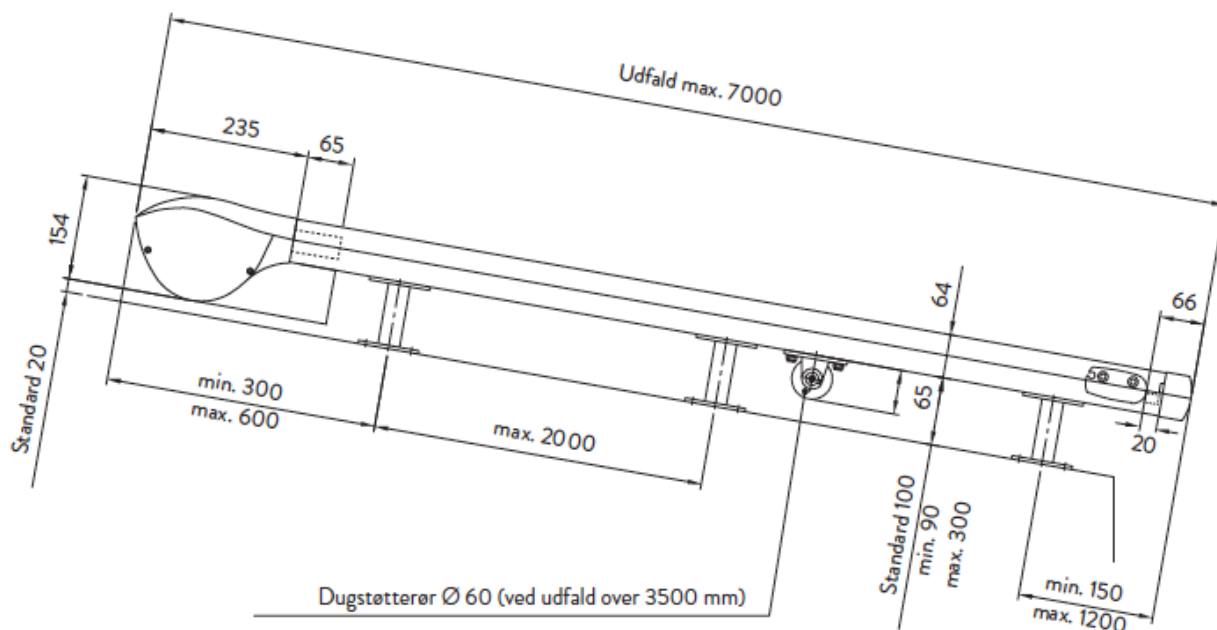 Udfald max. 7000
235
65
154
Standard 20
min. 300
max. 600
max. 2000
64
66
65
20
Standard 100
min. 90
max. 300
min. 150
max. 1200
Dugstøtterør Ø 60 (ved udfald over 3500 mm)